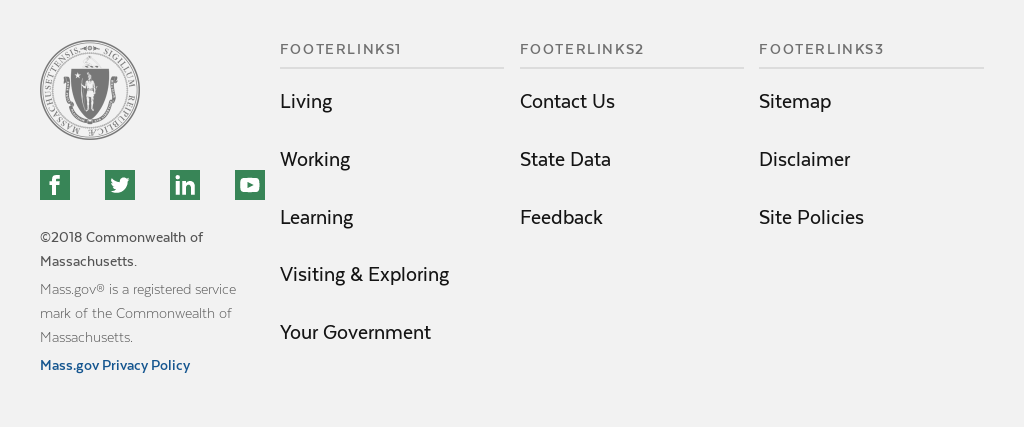 SIGILLUM REIPUBLICÆ MASSACHUSETTENSIS
©2018 Commonwealth of
Massachusetts.
Mass.gov® is a registered service
mark of the Commonwealth of
Massachusetts.
Mass.gov Privacy Policy
FOOTERLINKS1
Living
Working
Learning
Visiting & Exploring
Your Government
FOOTERLINKS2
Contact Us
State Data
Feedback
FOOTERLINKS3
Sitemap
Disclaimer
Site Policies